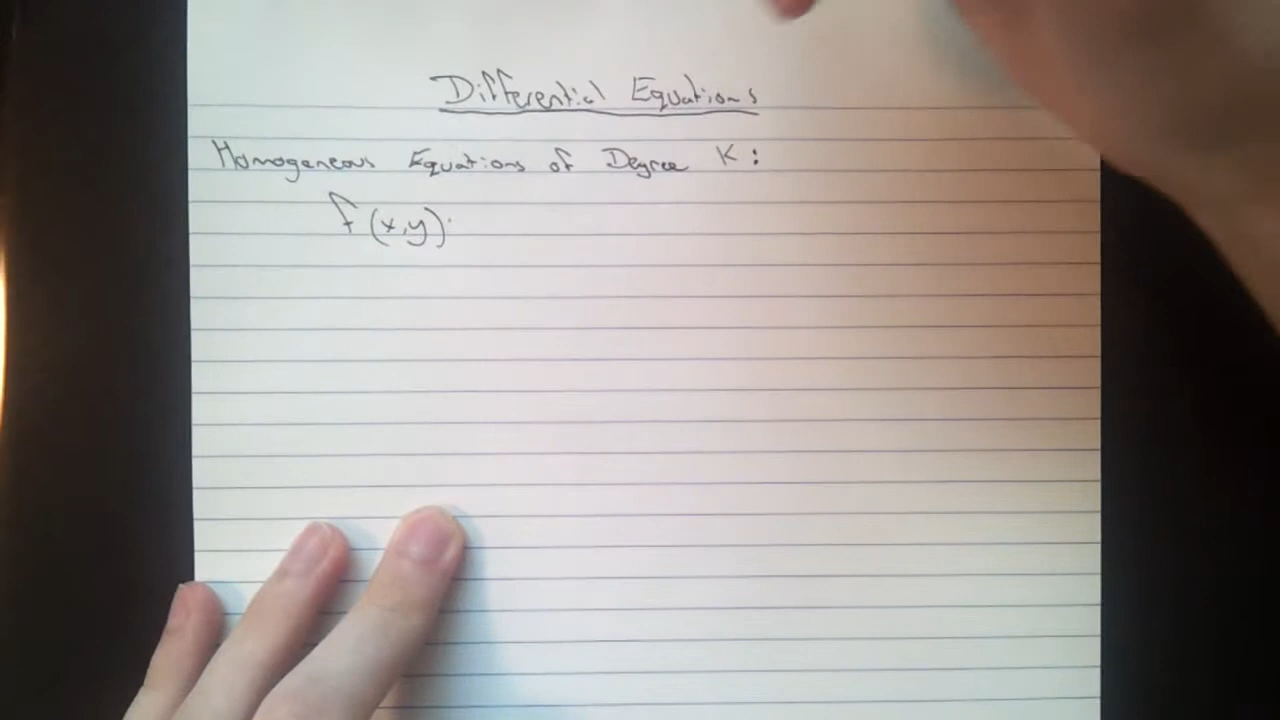 Differential Equations
Homogeneous Equations of Degree K:
f(x,y)